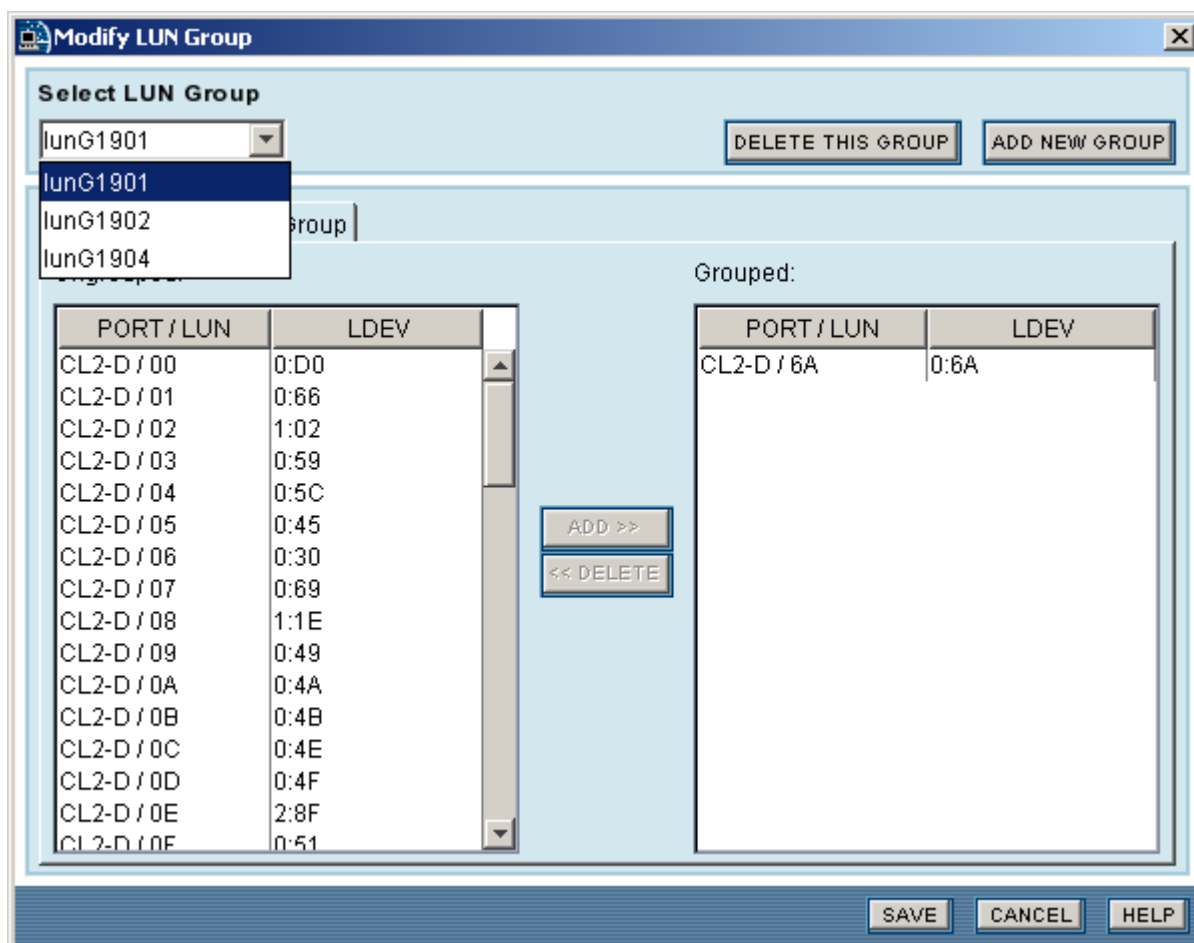 Modify LUN Group
Select LUN Group
lunG1901
DELETE THIS GROUP
ADD NEW GROUP
lunG1901
lunG1902
lunG1904
Group
Grouped:
PORT / LUN LDEV
CL2-D / 00 0:D0
CL2-D / 01 0:66
CL2-D / 02 1:02
CL2-D / 03 0:59
CL2-D / 04 0:5C
CL2-D / 05 0:45
CL2-D / 06 0:30
CL2-D / 07 0:69
CL2-D / 08 1:1E
CL2-D / 09 0:49
CL2-D / 0A 0:4A
CL2-D / 0B 0:4B
CL2-D / 0C 0:4E
CL2-D / 0D 0:4F
CL2-D / 0E 2:8F
CL2-D / 0F 0:51
ADD >>
<< DELETE
PORT / LUN LDEV
CL2-D / 6A 0:6A
SAVE
CANCEL
HELP